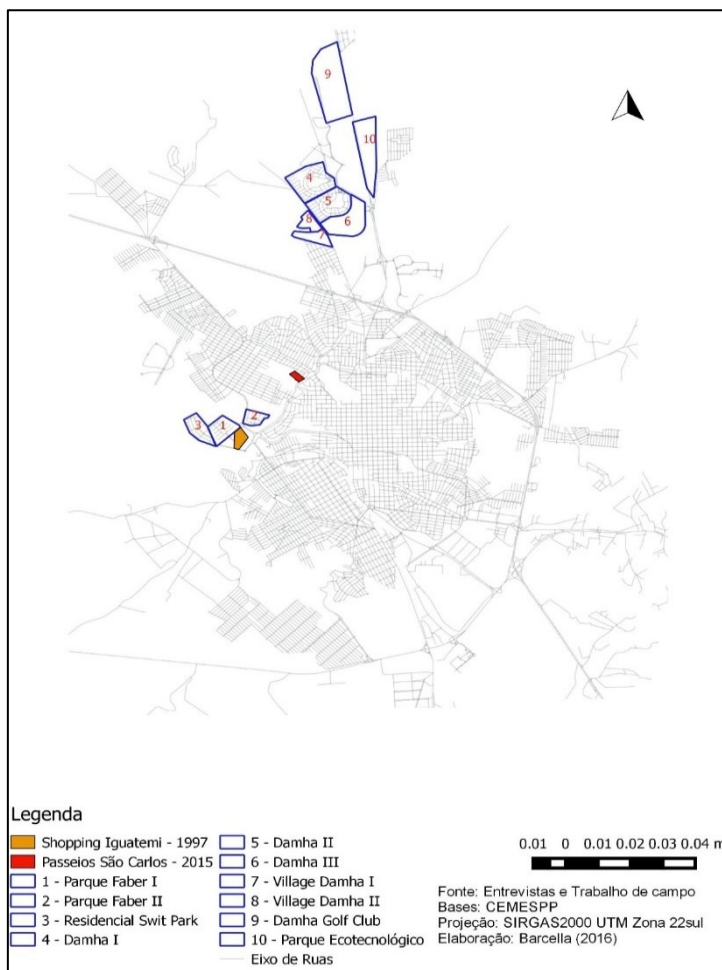 9
10
4
5
8
6
7
2
3
1
Legenda
Shopping Iguatemi - 1997
Passeios São Carlos - 2015
1 - Parque Faber I
2 - Parque Faber II
3 - Residencial Swit Park
4 - Damha I
5 - Damha II
6 - Damha III
7 - Village Damha I
8 - Village Damha II
9 - Damha Golf Club
10 - Parque Ecotecnológico
Eixo de Ruas
0.01 0 0.01 0.02 0.03 0.04 m
Fonte: Entrevistas e Trabalho de campo
Bases: CEMESPP
Projeção: SIRGAS2000 UTM Zona 22sul
Elaboração: Barcella (2016)